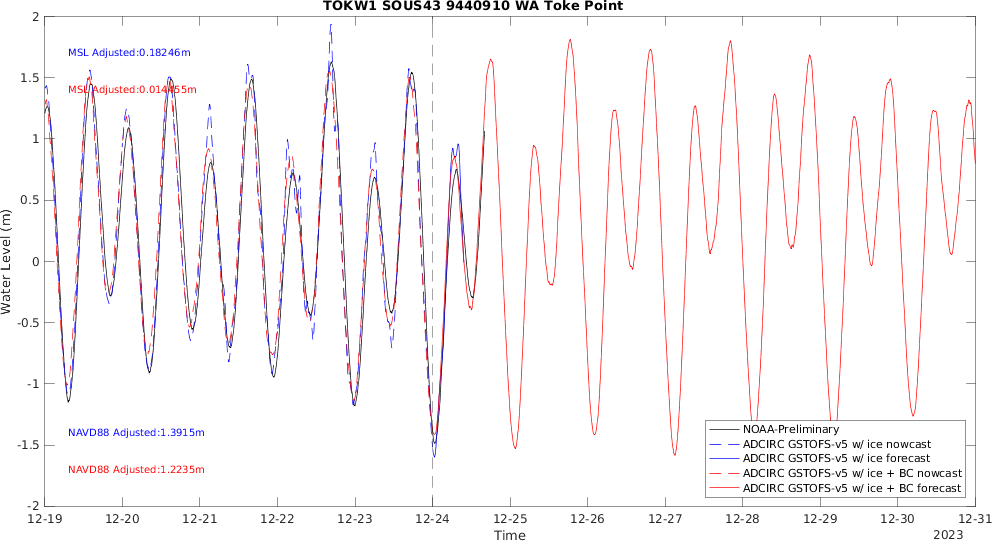 TOKW1 SOUS43 9440910 WA Toke Point
2
1.5
1
0.5
0
-0.5
-1
-1.5
-2
Water Level (m)
MSL Adjusted:0.18246m
MSL Adjusted:0.014455m
NAVD88 Adjusted:1.3915m
NAVD88 Adjusted:1.2235m
NOAA-Preliminary
ADCIRC GSTOFS-v5 w/ ice nowcast
ADCIRC GSTOFS-v5 w/ ice forecast
ADCIRC GSTOFS-v5 w/ ice + BC nowcast
ADCIRC GSTOFS-v5 w/ ice + BC forecast
12-19 12-20 12-21 12-22 12-23 12-24 12-25 12-26 12-27 12-28 12-29 12-30 12-31
Time
2023